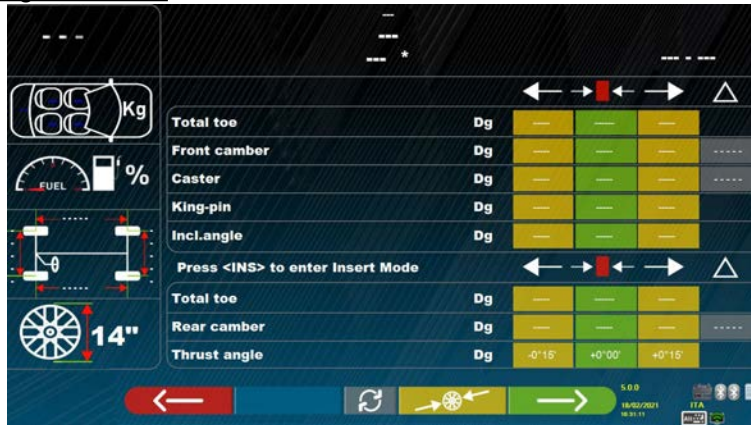 ---
---
--- *
--- - ---
Kg
Total toe Dg
Front camber Dg -----
Caster Dg -----
King-pin Dg
Incl.angle Dg
FUEL %
Press <INS> to enter Insert Mode
Total toe Dg
Rear camber Dg -----
Thrust angle Dg -0°15' +0°00' +0°15'
14"
5.0.0
18/02/2021 ITA